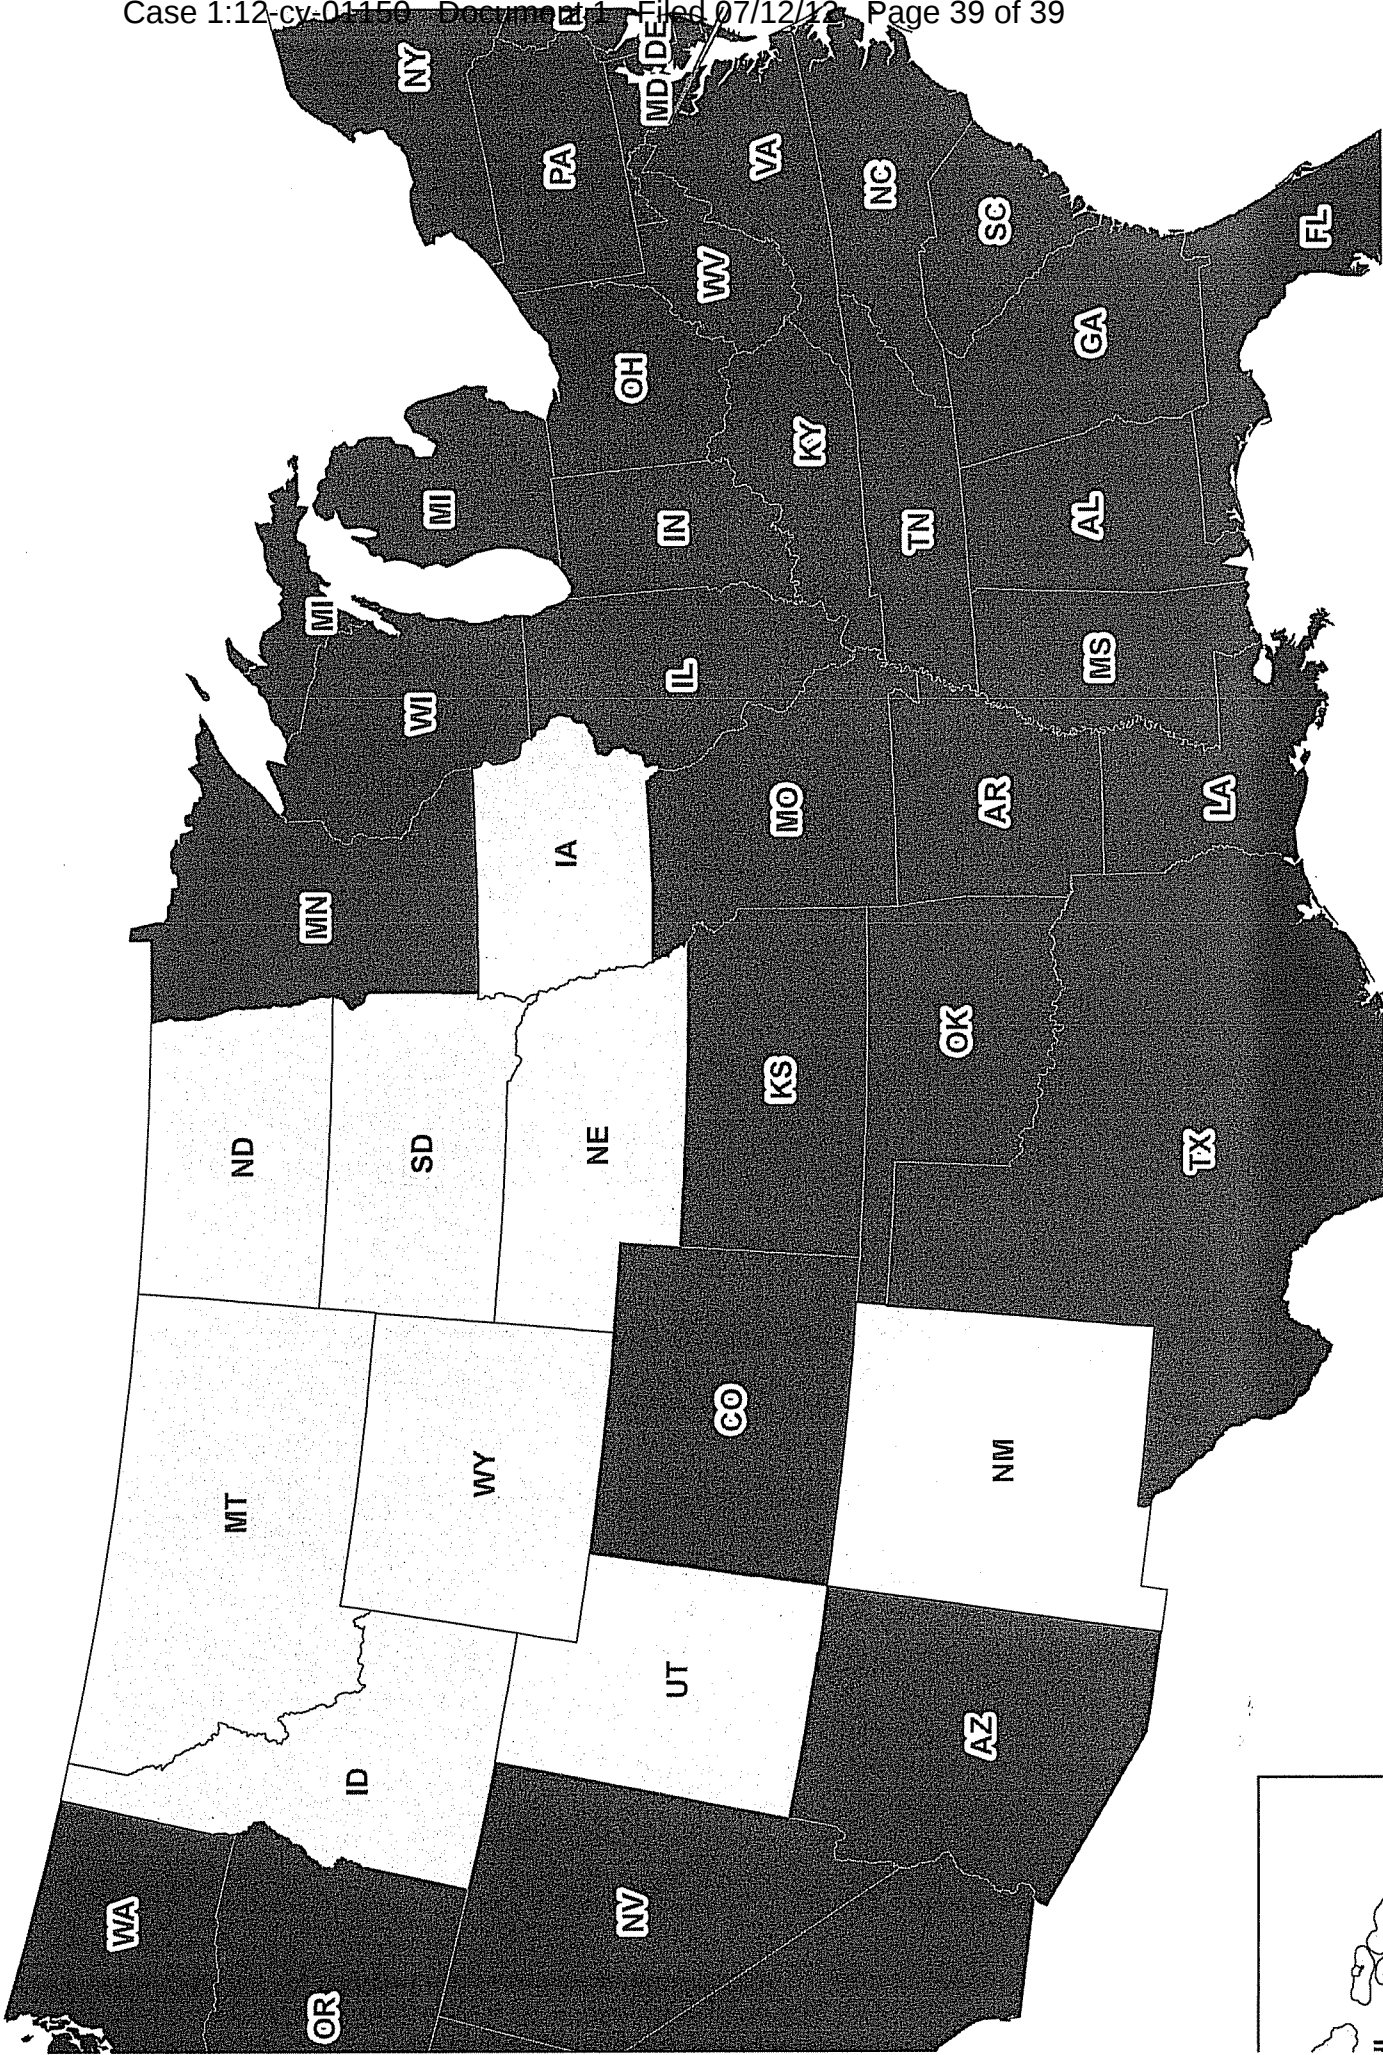 Case 1:12-cv-01150 Document 1 Filed 07/12/12 Page 39 of 39
WA
OR
ID
MT
ND
MN
WI
MI
MI
NY
PA
MD
DE
NV
UT
WY
SD
NE
IA
IL
IN
OH
WV
VA
CO
KS
MO
KY
TN
NC
SC
AZ
NM
OK
AR
TX
LA
MS
AL
GA
FL